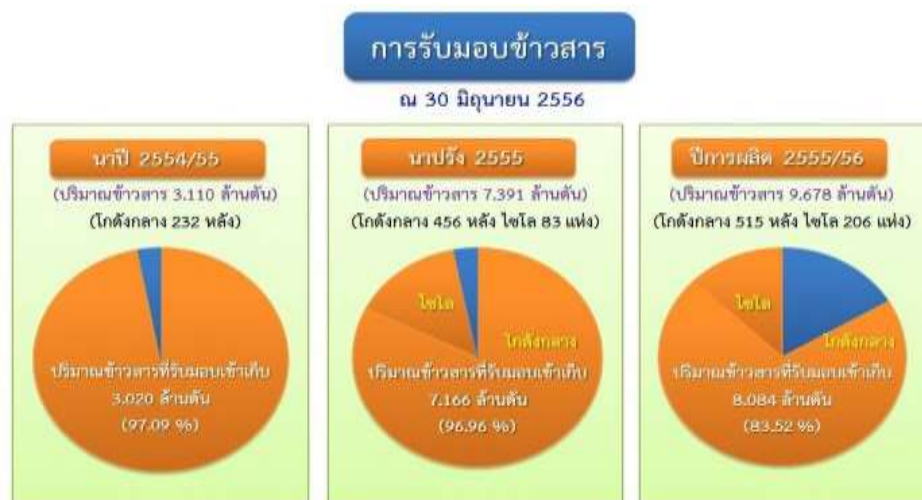 การรับมอบข้าวสาร
ณ 30 มิถุนายน 2556
นาปี 2554/55
(ปริมาณข้าวสาร 3.110 ล้านตัน)
(โกดังกลาง 232 หลัง)
ปริมาณข้าวสารที่รับมอบเข้าเก็บ
3.020 ล้านตัน
(97.09 %)
นาปรัง 2555
(ปริมาณข้าวสาร 7.391 ล้านตัน)
(โกดังกลาง 456 หลัง ไซโล 83 แห่ง)
ไซโล
โกดังกลาง
ปริมาณข้าวสารที่รับมอบเข้าเก็บ
7.166 ล้านตัน
(96.96 %)
ปีการผลิต 2555/56
(ปริมาณข้าวสาร 9.678 ล้านตัน)
(โกดังกลาง 515 หลัง ไซโล 206 แห่ง)
ไซโล
โกดังกลาง
ปริมาณข้าวสารที่รับมอบเข้าเก็บ
8.084 ล้านตัน
(83.52 %)